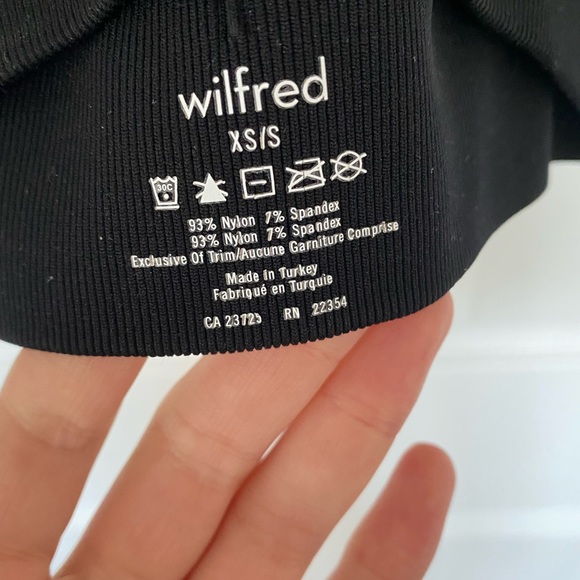 wilfred
XS/S
30C
93% Nylon 7% Spandex
93% Nylon 7% Spandex
Exclusive Of Trim/Aucune Garniture Comprise
Made In Turkey
Fabriqué en Turquie
CA 23725 RN 22354